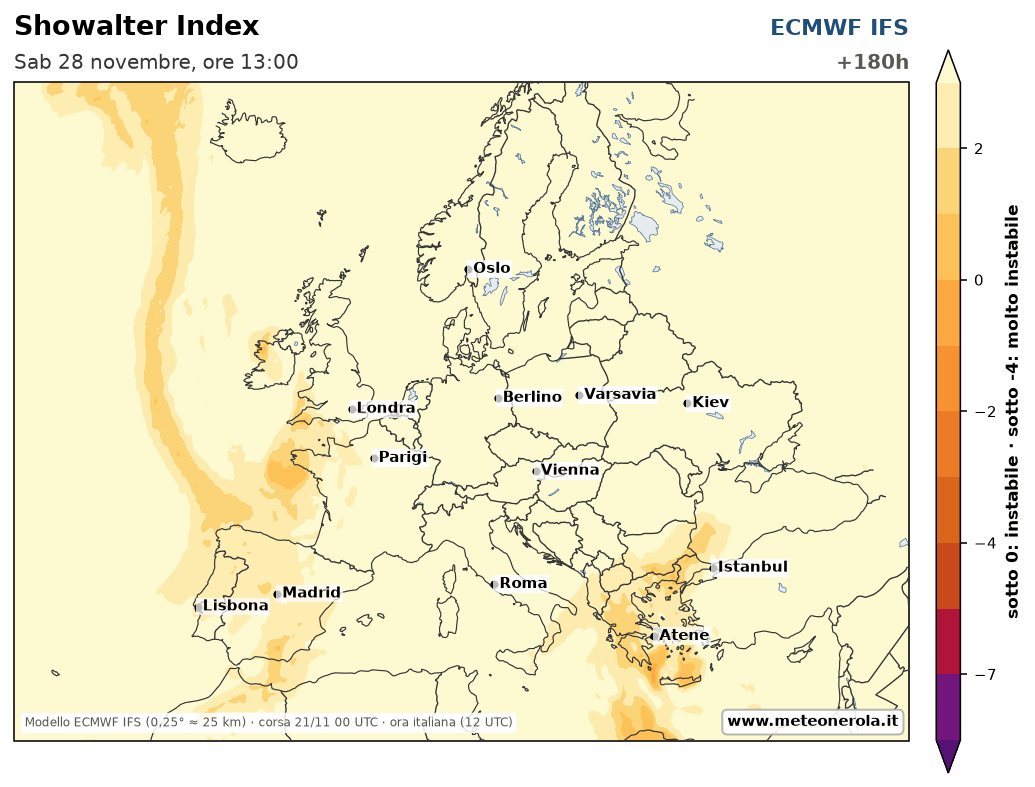 Showalter Index
ECMWF IFS
Sab 28 novembre, ore 13:00
+180h
2
0
−2
−4
−7
sotto 0: instabile · sotto -4: molto instabile
Oslo
Berlino
Varsavia
Kiev
Londra
Parigi
Vienna
Istanbul
Roma
Madrid
Lisbona
Atene
Modello ECMWF IFS (0,25° ≈ 25 km) · corsa 21/11 00 UTC · ora italiana (12 UTC)
www.meteonerola.it